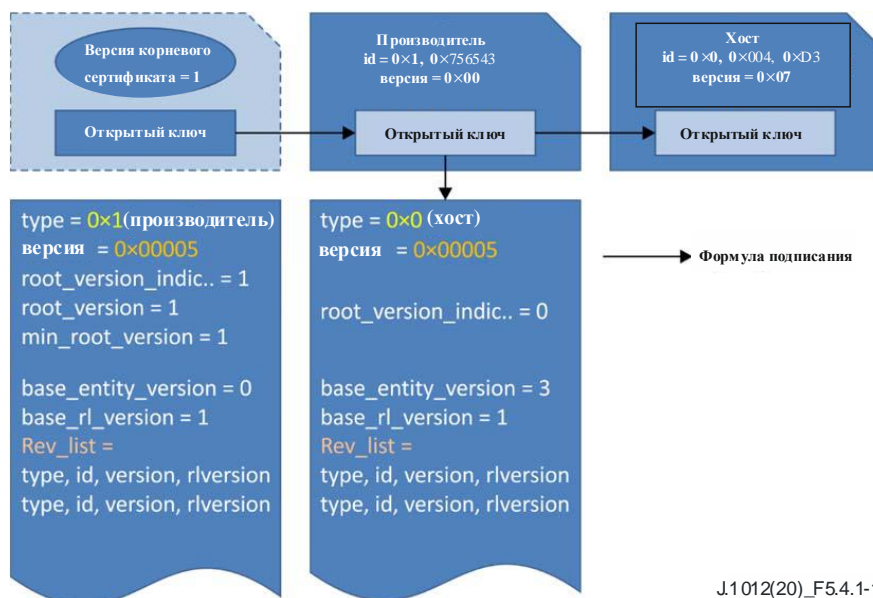 Версия корневого
сертификата = 1
Открытый ключ
Производитель
id = 0×1, 0×756543
версия = 0×00
Открытый ключ
Хост
id = 0×0, 0×004, 0×D3
версия = 0×07
Открытый ключ
type = 0×1 (производитель)
версия = 0×00005
root_version_indic.. = 1
root_version = 1
min_root_version = 1
base_entity_version = 0
base_rl_version = 1
Rev_list =
type, id, version, rlversion
type, id, version, rlversion
type = 0×0 (хост)
версия = 0×00005
root_version_indic.. = 0
base_entity_version = 3
base_rl_version = 1
Rev_list =
type, id, version, rlversion
type, id, version, rlversion
Формула подписания
J.1012(20)_F5.4.1-1